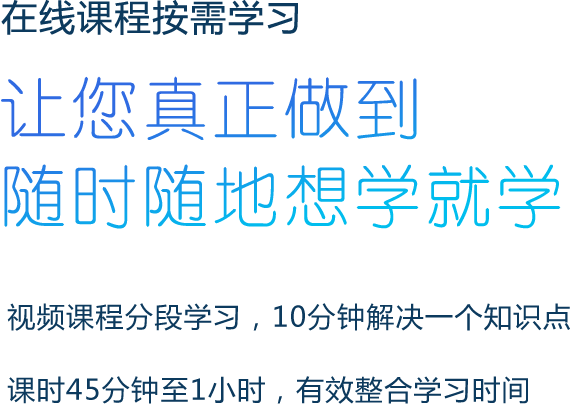 在线课程按需学习
让您真正做到
随时随地想学就学
视频课程分段学习，10分钟解决一个知识点
课时45分钟至1小时，有效整合学习时间